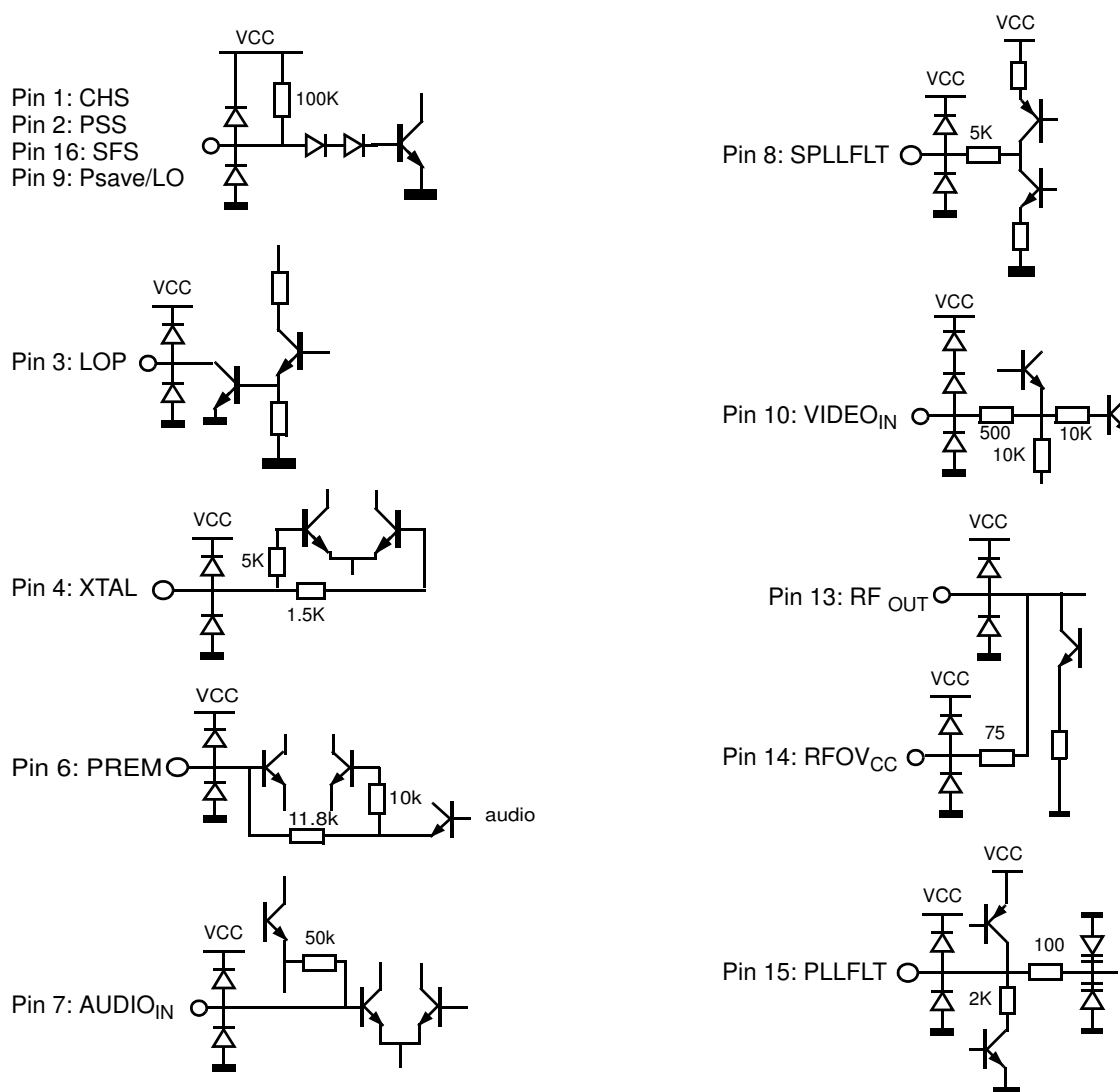 VCC
Pin 1: CHS
Pin 2: PSS
Pin 16: SFS
Pin 9: Psave/LO
100K
VCC
Pin 3: LOP
VCC
5K
Pin 4: XTAL
1.5K
VCC
Pin 6: PREM
10k
11.8k
audio
VCC
50k
Pin 7: AUDIOIN
VCC
VCC
5K
Pin 8: SPLLFLT
VCC
Pin 10: VIDEOIN
500
10K
10K
VCC
Pin 13: RF OUT
VCC
75
Pin 14: RFOVCC
VCC
VCC
100
Pin 15: PLLFLT
2K